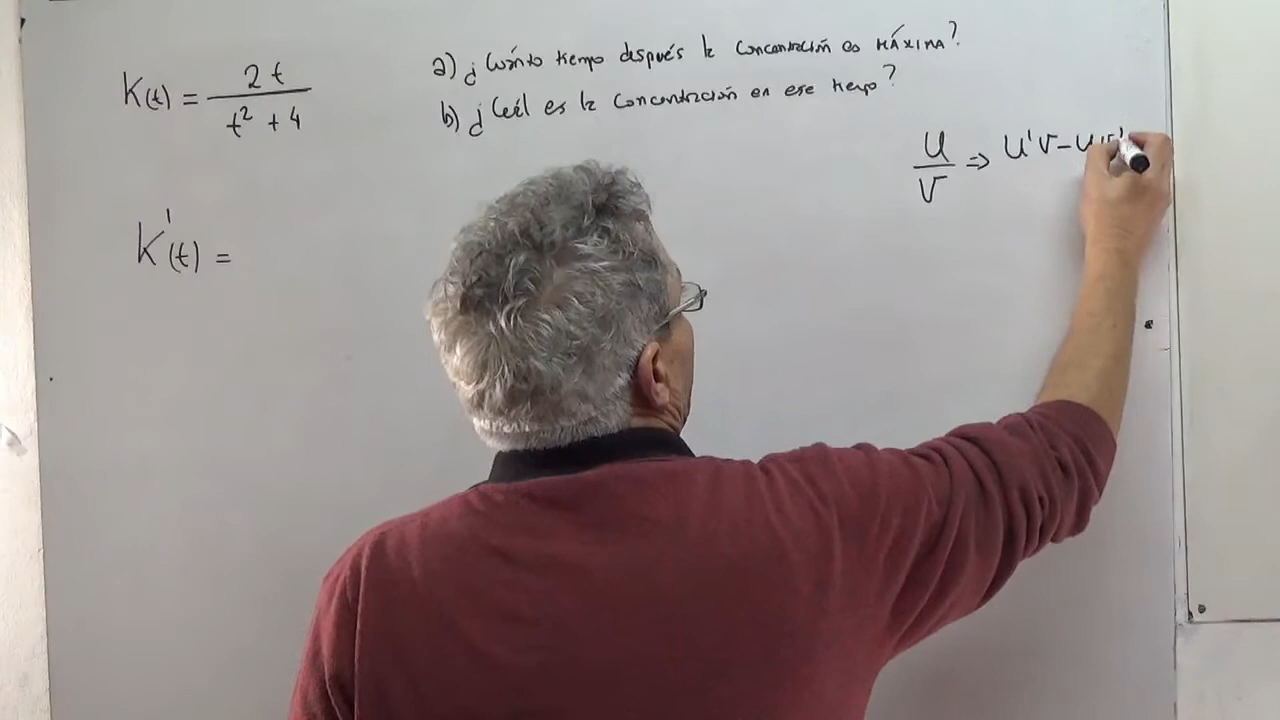 K(t) = 2t / t² + 4
a) ¿Cuánto tiempo después la concentración es MÁXIMA?
b) ¿Cuál es la concentración en ese tiempo?
u / v ⇒ u'v - uv'
K'(t) =